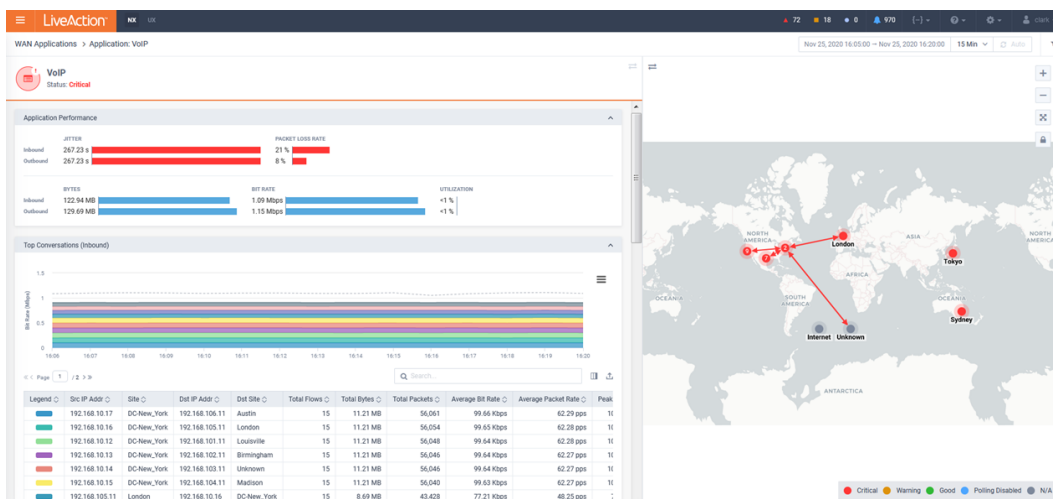 LiveAction NX UX 72 18 0 970 {--} clark
WAN Applications > Application: VoIP Nov 25, 2020 16:05:00 — Nov 25, 2020 16:20:00 15 Min Auto
VoIP
Status: Critical
Application Performance
JITTER PACKET LOSS RATE
Inbound 267.23 s 21 %
Outbound 267.23 s 8 %
BYTES BIT RATE UTILIZATION
Inbound 122.94 MB 1.09 Mbps <1 %
Outbound 129.69 MB 1.15 Mbps <1 %
Top Conversations (Inbound)
Bit Rate (Mbps)
1.5
1
0.5
0
16:06 16:07 16:08 16:09 16:10 16:11 16:12 16:13 16:14 16:15 16:16 16:17 16:18 16:19 16:20
<< Page 1 / 2 >> Search...
Legend Src IP Addr Site Dst IP Addr Dst Site Total Flows Total Bytes Total Packets Average Bit Rate Average Packet Rate Peak
192.168.10.17 DC-New_York 192.168.106.11 Austin 15 11.21 MB 56,061 99.66 Kbps 62.29 pps
192.168.10.16 DC-New_York 192.168.105.11 London 15 11.21 MB 56,054 99.65 Kbps 62.28 pps
192.168.10.12 DC-New_York 192.168.101.11 Louisville 15 11.21 MB 56,048 99.64 Kbps 62.28 pps
192.168.10.13 DC-New_York 192.168.102.11 Birmingham 15 11.21 MB 56,046 99.64 Kbps 62.27 pps
192.168.10.14 DC-New_York 192.168.103.11 Unknown 15 11.21 MB 56,046 99.64 Kbps 62.27 pps
192.168.10.15 DC-New_York 192.168.104.11 Madison 15 11.21 MB 56,040 99.63 Kbps 62.27 pps
192.168.105.11 London 192.168.10.16 DC-New_York 15 8.69 MB 43,428 77.21 Kbps 48.25 pps
NORTH AMERICA
5
7
2
London
ASIA
Tokyo
AFRICA
OCEANIA
SOUTH AMERICA
OCEANIA
Sydney
Internet Unknown
ANTARCTICA
NORTH AMERICA
OCEANIA
Critical Warning Good Polling Disabled N/A